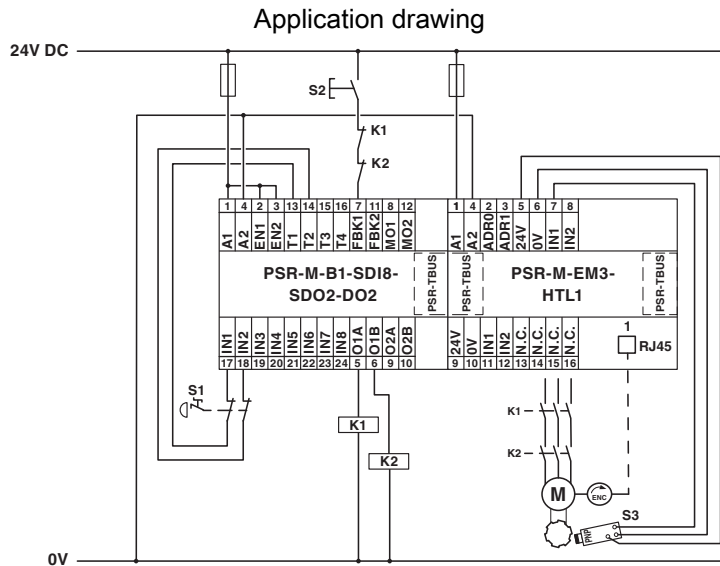 Application drawing
24V DC
S2
K1
K2
1 4 2 3 13 14 15 16 7 11 8 12
A1 A2 EN1 EN2 T1 T2 T3 T4 FBK1 FBK2 MO1 MO2
1 4 2 3 5 6 7 8
A1 A2 ADR0 ADR1 24V 0V IN1 IN2
PSR-M-B1-SDI8-
SDO2-DO2
PSR-TBUS
PSR-TBUS
PSR-M-EM3-
HTL1
PSR-TBUS
1
RJ45
IN1 IN2 IN3 IN4 IN5 IN6 IN7 IN8 O1A O1B O2A O2B
17 18 19 20 21 22 23 24 5 6 9 10
24V 0V IN1 IN2 N.C. N.C. N.C. N.C.
9 10 11 12 13 14 15 16
S1
K1
K2
K1
K2
M
ENC
S3
PNP
0V